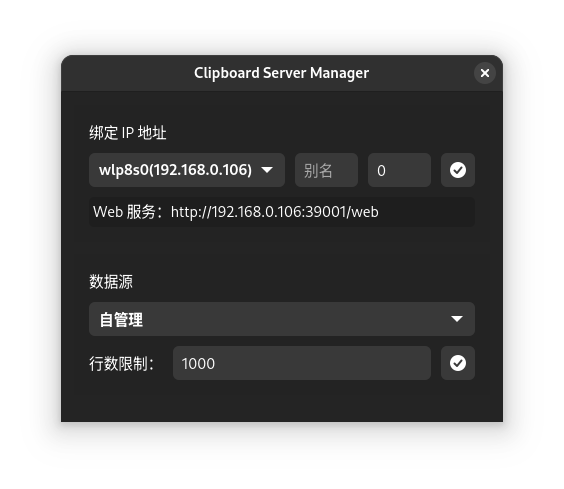 Clipboard Server Manager
绑定 IP 地址
wlp8s0(192.168.0.106) 别名 0
Web 服务：http://192.168.0.106:39001/web
数据源
自管理
行数限制： 1000